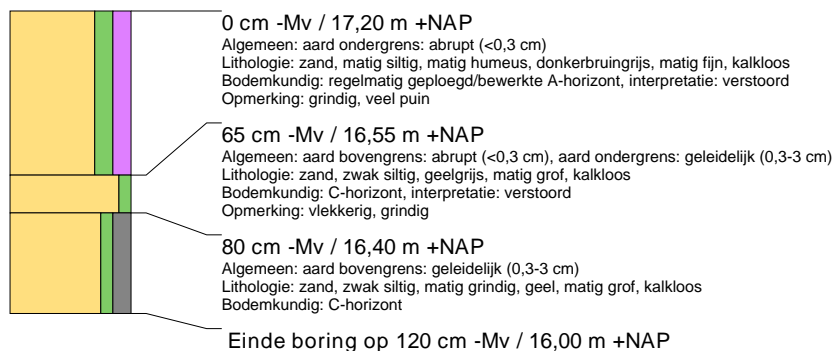 0 cm -Mv / 17,20 m +NAP
Algemeen: aard ondergrens: abrupt (<0,3 cm)
Lithologie: zand, matig siltig, matig humeus, donkerbruingrijs, matig fijn, kalkloos
Bodemkundig: regelmatig geploegd/bewerkte A-horizont, interpretatie: verstoord
Opmerking: grindig, veel puin
65 cm -Mv / 16,55 m +NAP
Algemeen: aard bovengrens: abrupt (<0,3 cm), aard ondergrens: geleidelijk (0,3-3 cm)
Lithologie: zand, zwak siltig, geelgrijs, matig grof, kalkloos
Bodemkundig: C-horizont, interpretatie: verstoord
Opmerking: vlekkerig, grindig
80 cm -Mv / 16,40 m +NAP
Algemeen: aard bovengrens: geleidelijk (0,3-3 cm)
Lithologie: zand, zwak siltig, matig grindig, geel, matig grof, kalkloos
Bodemkundig: C-horizont
Einde boring op 120 cm -Mv / 16,00 m +NAP